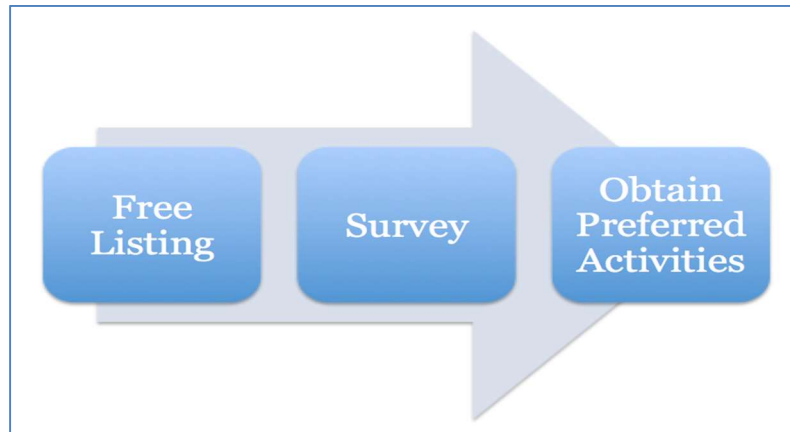 Free
Listing
Survey
Obtain
Preferred
Activities